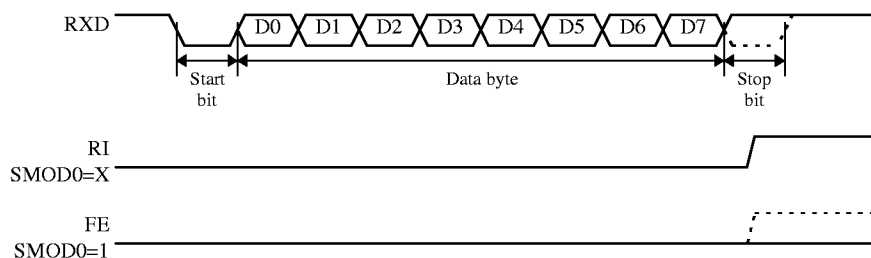 RXD D0 D1 D2 D3 D4 D5 D6 D7
Start bit
Data byte
Stop bit
RI
SMOD0=X
FE
SMOD0=1